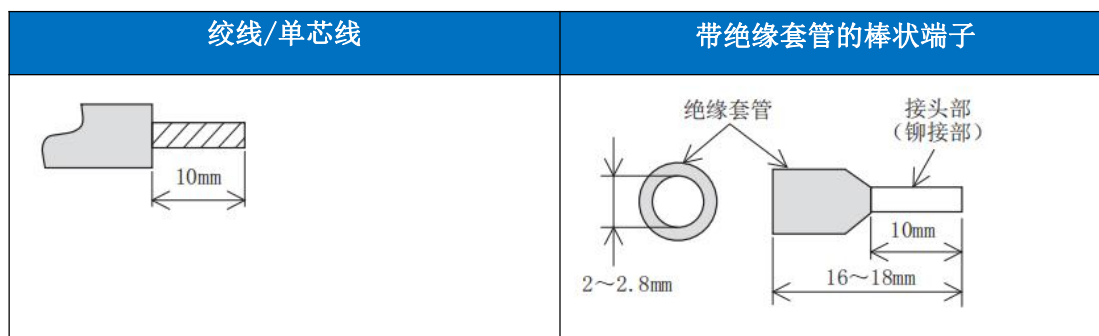 绞线/单芯线
带绝缘套管的棒状端子
10mm
绝缘套管
接头部
（铆接部）
2～2.8mm
10mm
16～18mm